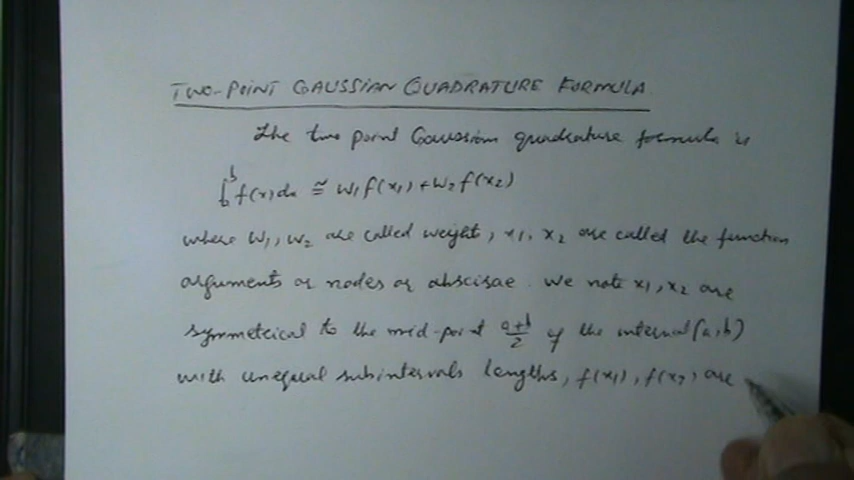 TWO-POINT GAUSSIAN QUADRATURE FORMULA
The two point Gaussian quadrature formula is
∫_b^b f(x)dx ≅ w₁f(x₁)+w₂f(x₂)
where w₁, w₂ are called weight, x₁, x₂ are called the function
arguments or nodes or abscisae. We note x₁, x₂ are
symmetrical to the mid-point (a+b)/2 of the interval (a,b)
with unequal subintervals lengths, f(x₁), f(x₂) are